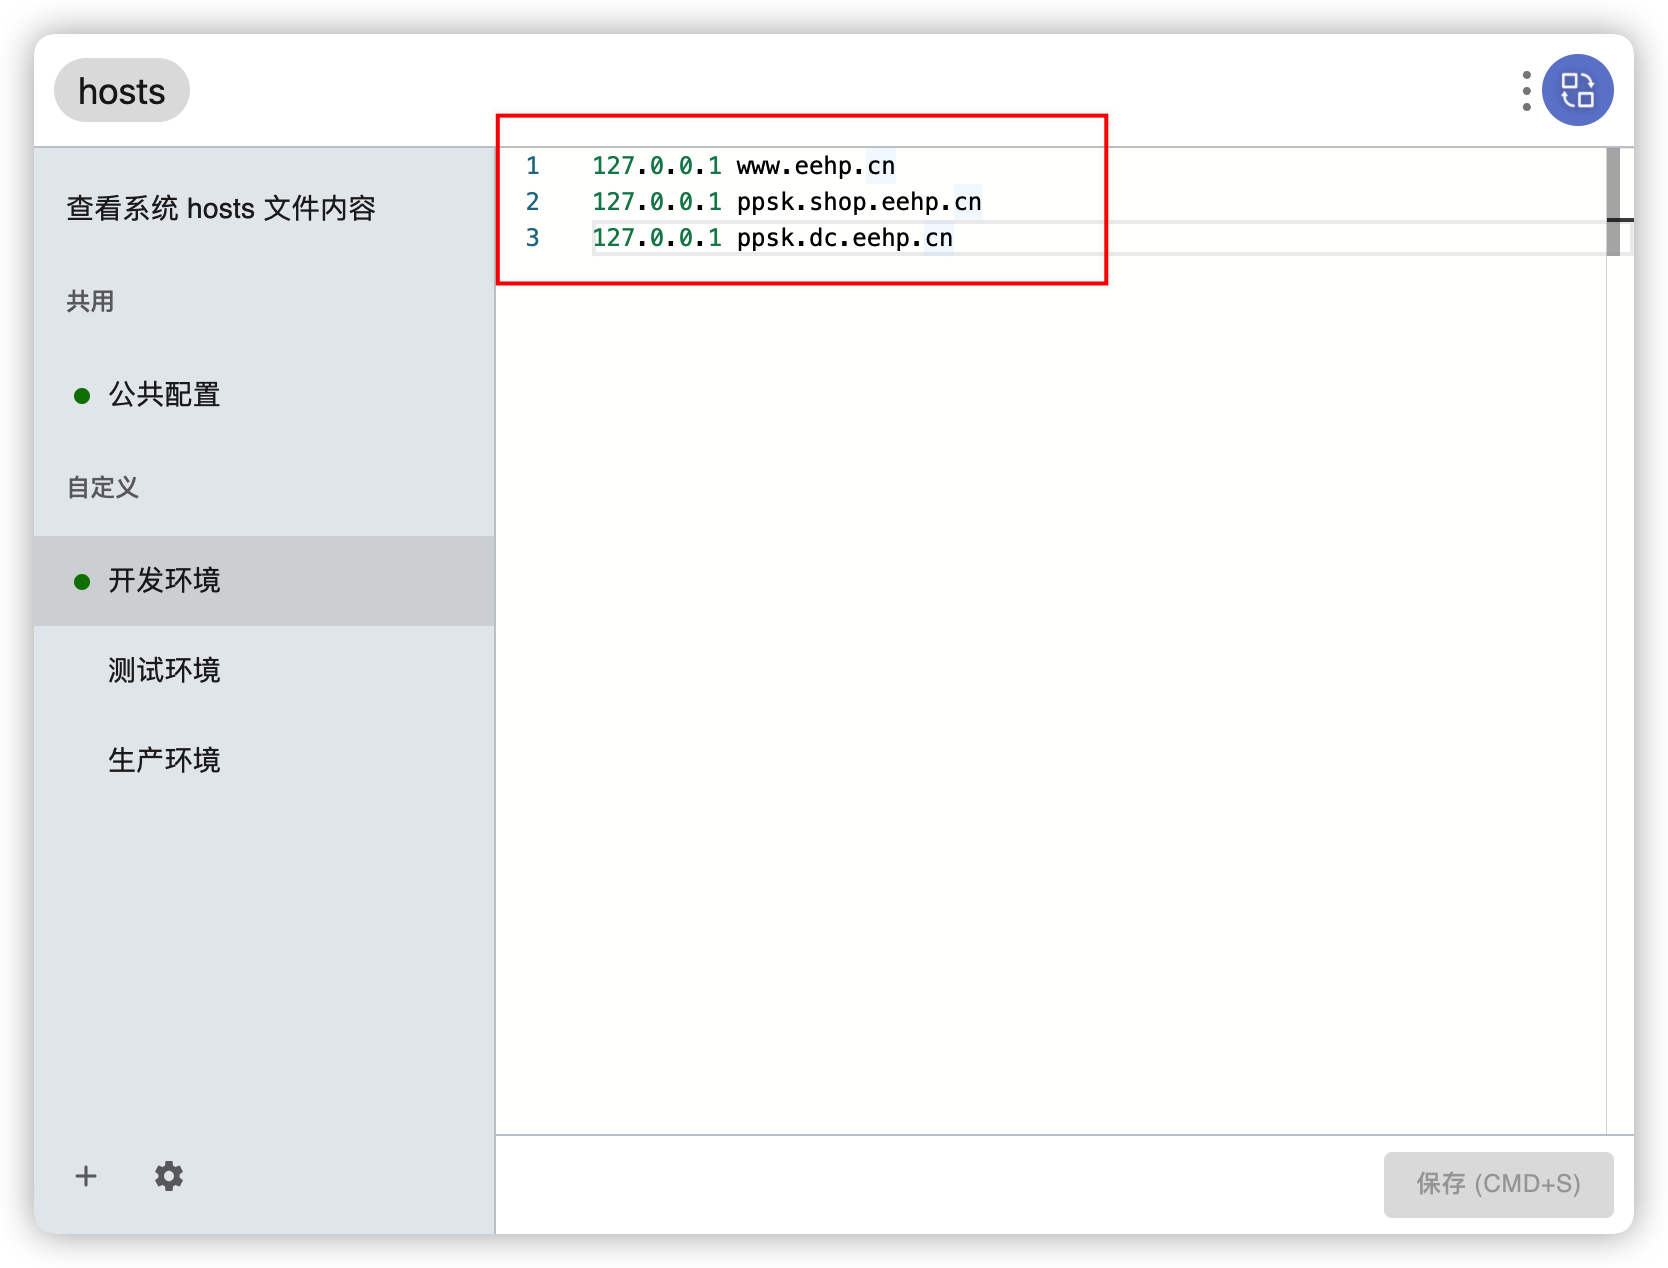 hosts
查看系统 hosts 文件内容
共用
公共配置
自定义
开发环境
测试环境
生产环境
1 127.0.0.1 www.eehp.cn
2 127.0.0.1 ppsk.shop.eehp.cn
3 127.0.0.1 ppsk.dc.eehp.cn
保存 (CMD+S)